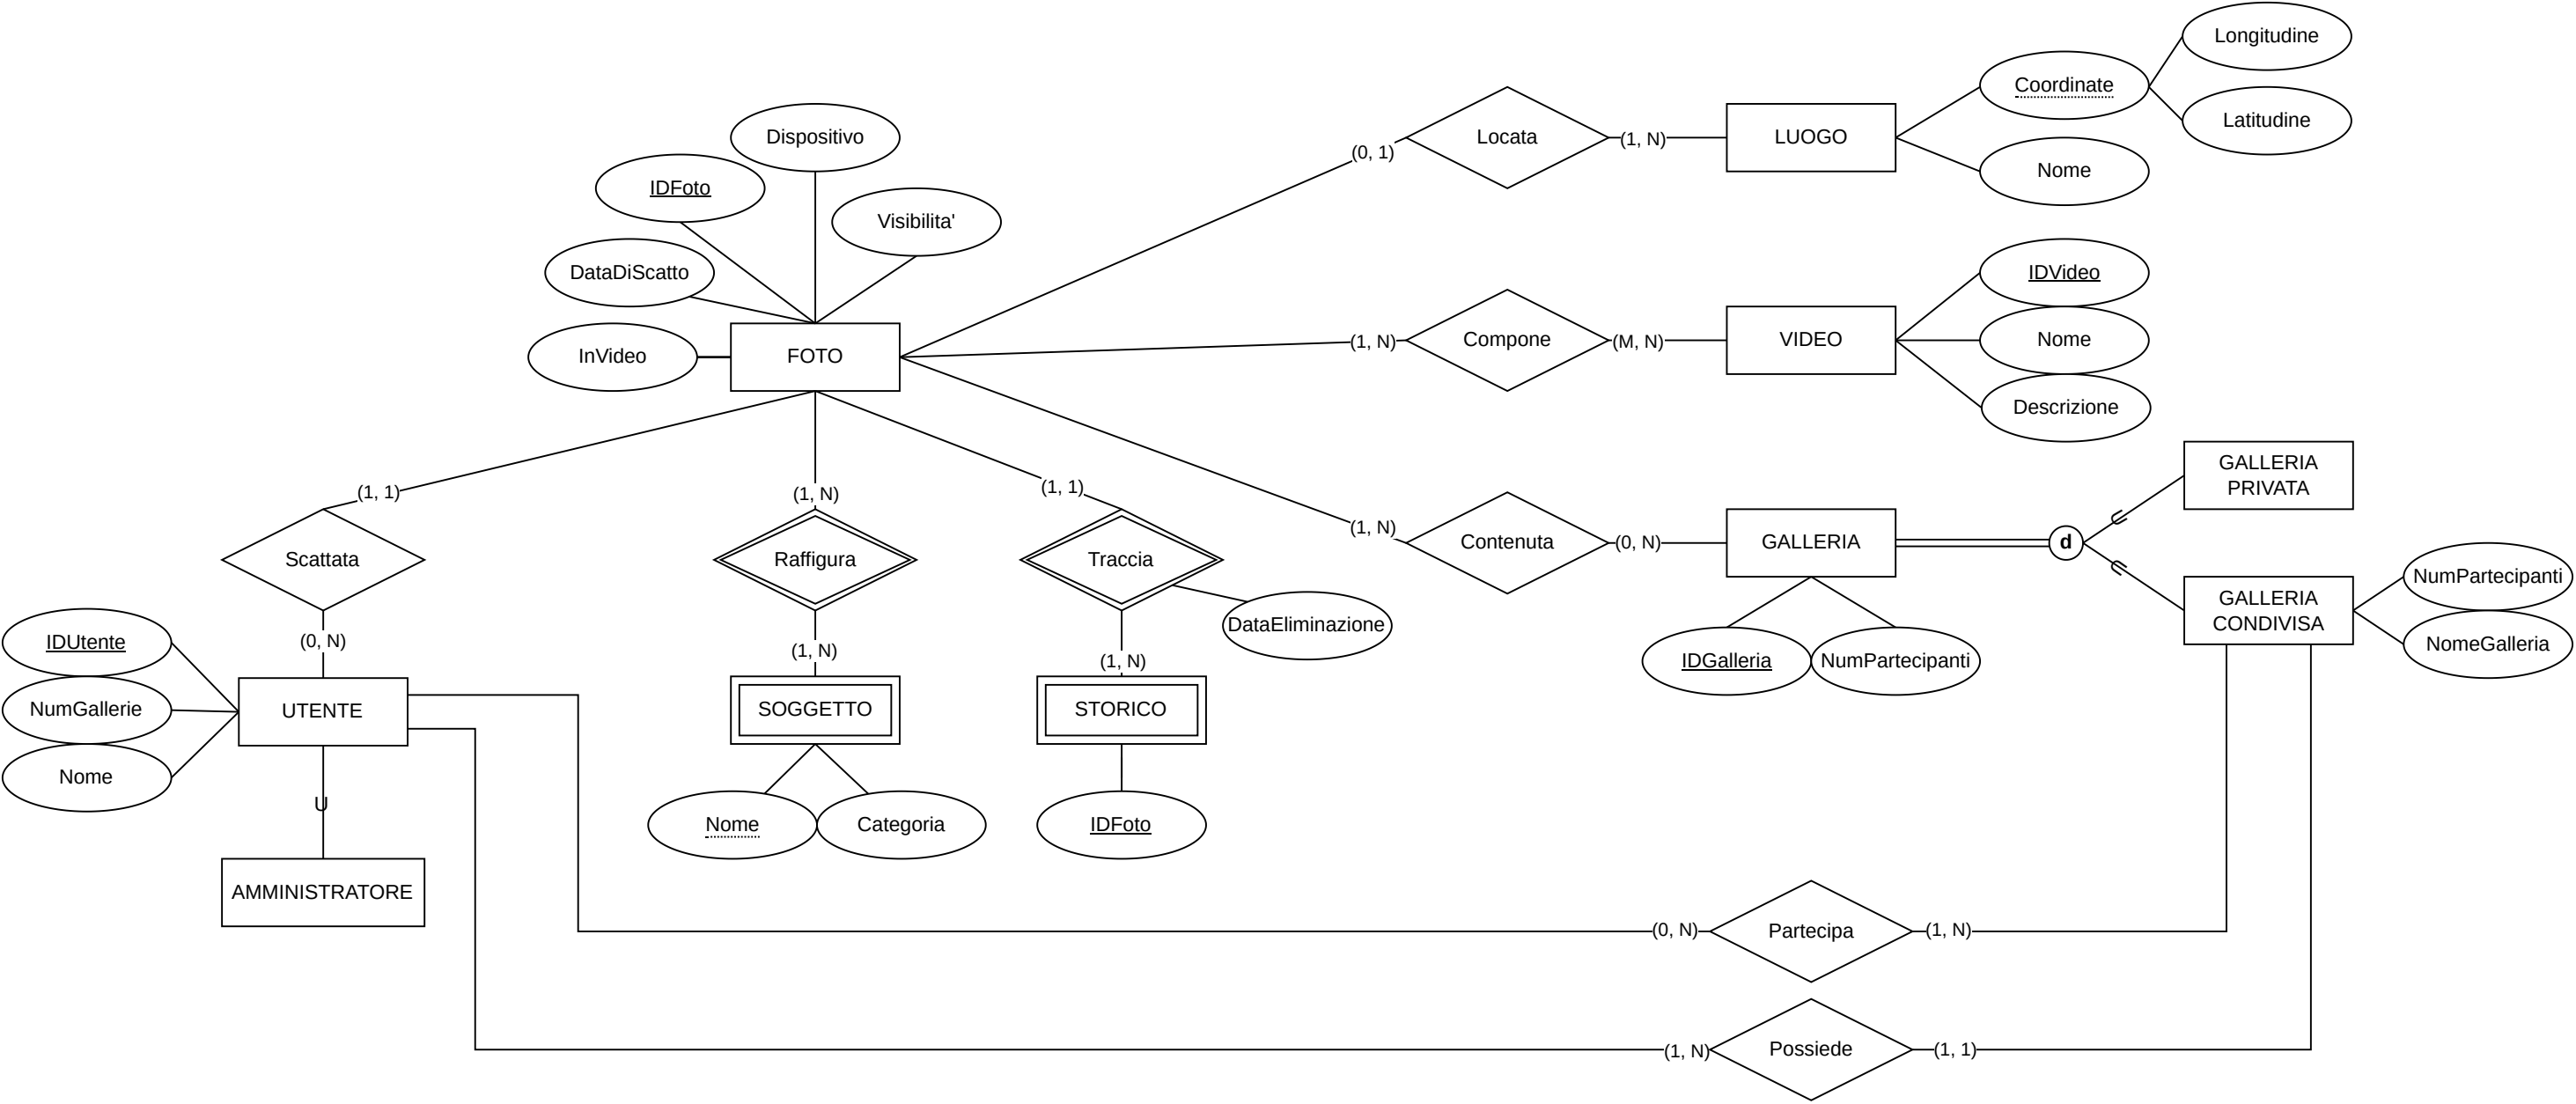 Longitudine
Coordinate
Latitudine
Dispositivo
Locata
(1, N)
LUOGO
(0, 1)
Nome
IDFoto
Visibilita'
DataDiScatto
IDVideo
InVideo
FOTO
(1, N)
Compone
(M, N)
VIDEO
Nome
Descrizione
GALLERIA
PRIVATA
(1, 1)
(1, N)
(1, 1)
(1, N)
Contenuta
(0, N)
GALLERIA
d
U
U
Scattata
Raffigura
Traccia
GALLERIA
CONDIVISA
NumPartecipanti
DataEliminazione
IDUtente
(0, N)
(1, N)
(1, N)
IDGalleria
NumPartecipanti
NomeGalleria
NumGallerie
UTENTE
SOGGETTO
STORICO
Nome
U
Nome
Categoria
IDFoto
AMMINISTRATORE
(0, N)
Partecipa
(1, N)
(1, N)
Possiede
(1, 1)